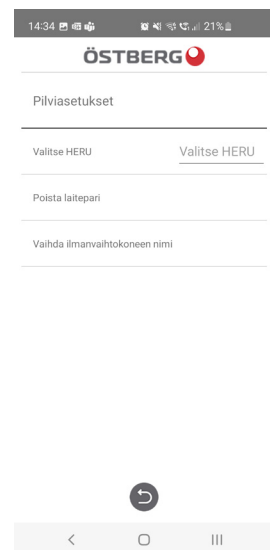 14:34 21%
ÖSTBERG
Pilviasetukset
Valitse HERU Valitse HERU
Poista laitepari
Vaihda ilmanvaihtokoneen nimi